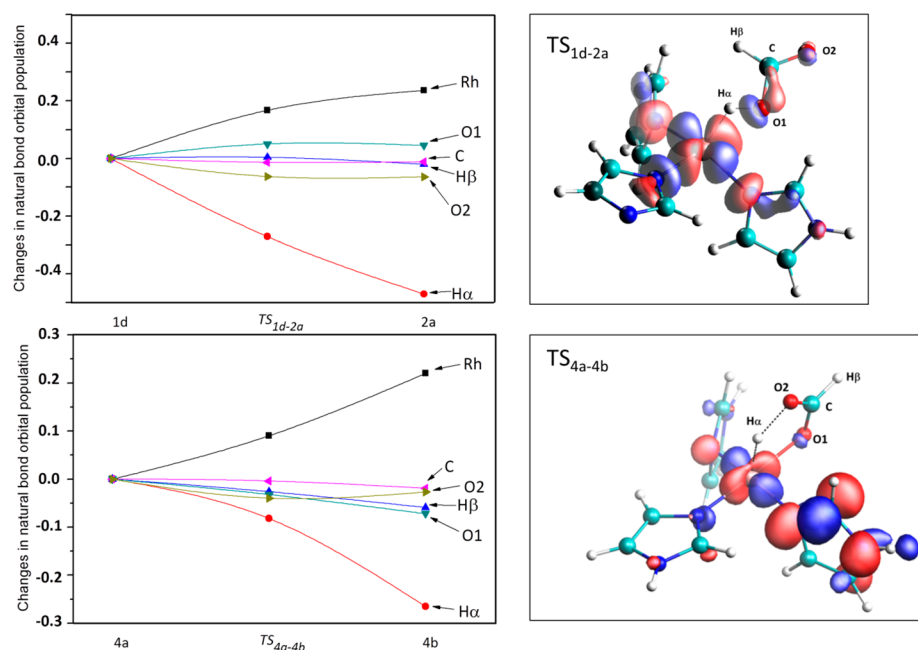 Changes in natural bond orbital population
0.4
0.2
0.0
-0.2
-0.4
Rh
O1
C
Hβ
O2
Hα
1d
TS1d-2a
2a
TS1d-2a
Hβ
C
O2
Hα
O1
Changes in natural bond orbital population
0.3
0.2
0.1
0.0
-0.1
-0.2
-0.3
Rh
C
O2
Hβ
O1
Hα
4a
TS4a-4b
4b
TS4a-4b
O2
Hβ
C
Hα
O1